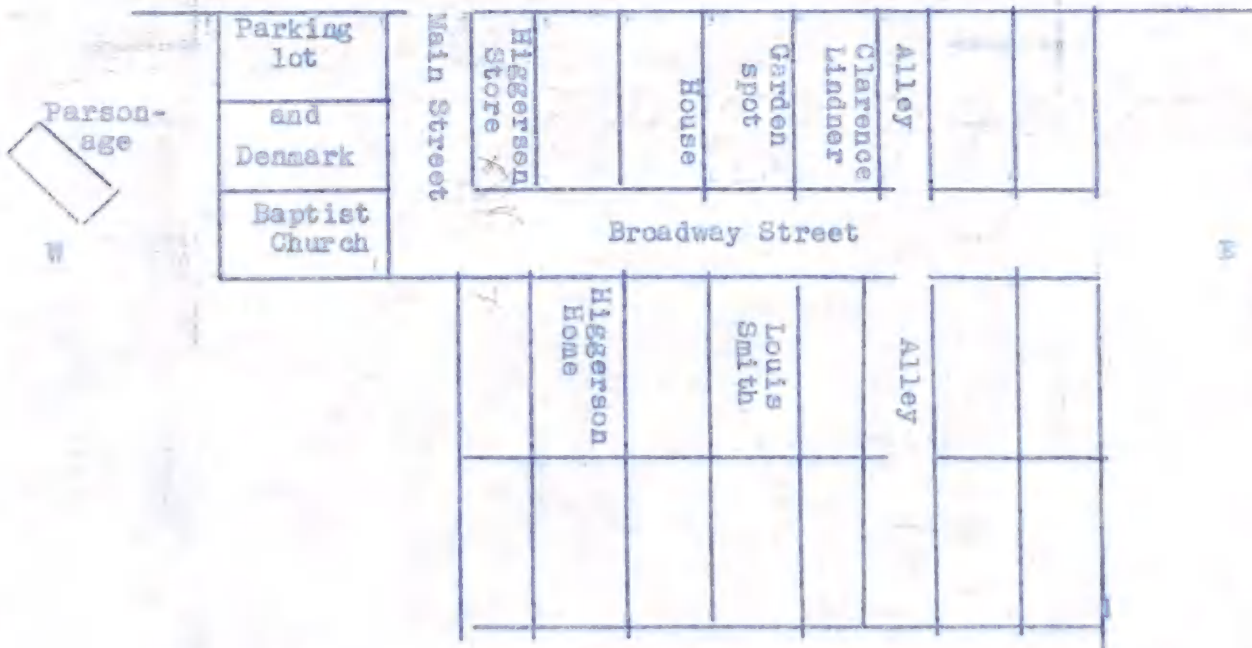 Parking
lot
and
Denmark
Baptist
Church
Parson-
age
W
Main Street
Higgersen
Store
House
Garden
spot
Clarence
Lindner
Alley
Broadway Street
Higgerson
Home
Louis
Smith
Alley